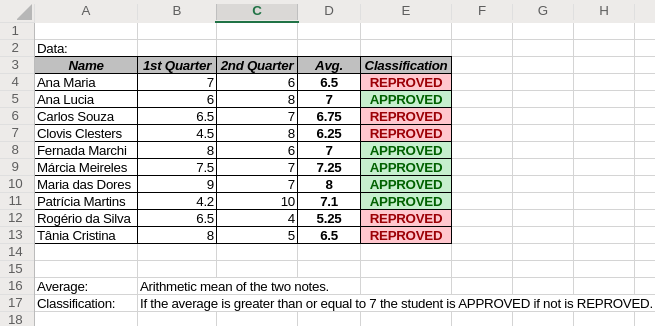 A B C D E F G H
1
2 Data:
3 Name 1st Quarter 2nd Quarter Avg. Classification
4 Ana Maria 7 6 6.5 REPROVED
5 Ana Lucia 6 8 7 APPROVED
6 Carlos Souza 6.5 7 6.75 REPROVED
7 Clovis Clesters 4.5 8 6.25 REPROVED
8 Fernada Marchi 8 6 7 APPROVED
9 Márcia Meireles 7.5 7 7.25 APPROVED
10 Maria das Dores 9 7 8 APPROVED
11 Patrícia Martins 4.2 10 7.1 APPROVED
12 Rogério da Silva 6.5 4 5.25 REPROVED
13 Tânia Cristina 8 5 6.5 REPROVED
14
15
16 Average: Arithmetic mean of the two notes.
17 Classification: If the average is greater than or equal to 7 the student is APPROVED if not is REPROVED.
18